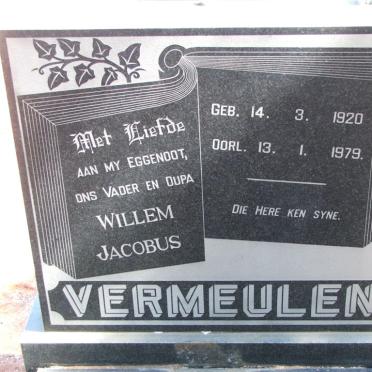 Met Liefde
AAN MY EGGENOOT,
ONS VADER EN OUPA
WILLEM
JACOBUS
GEB. 14. 3. 1920
OORL. 13. 1. 1979.
DIE HERE KEN SYNE.
VERMEULEN